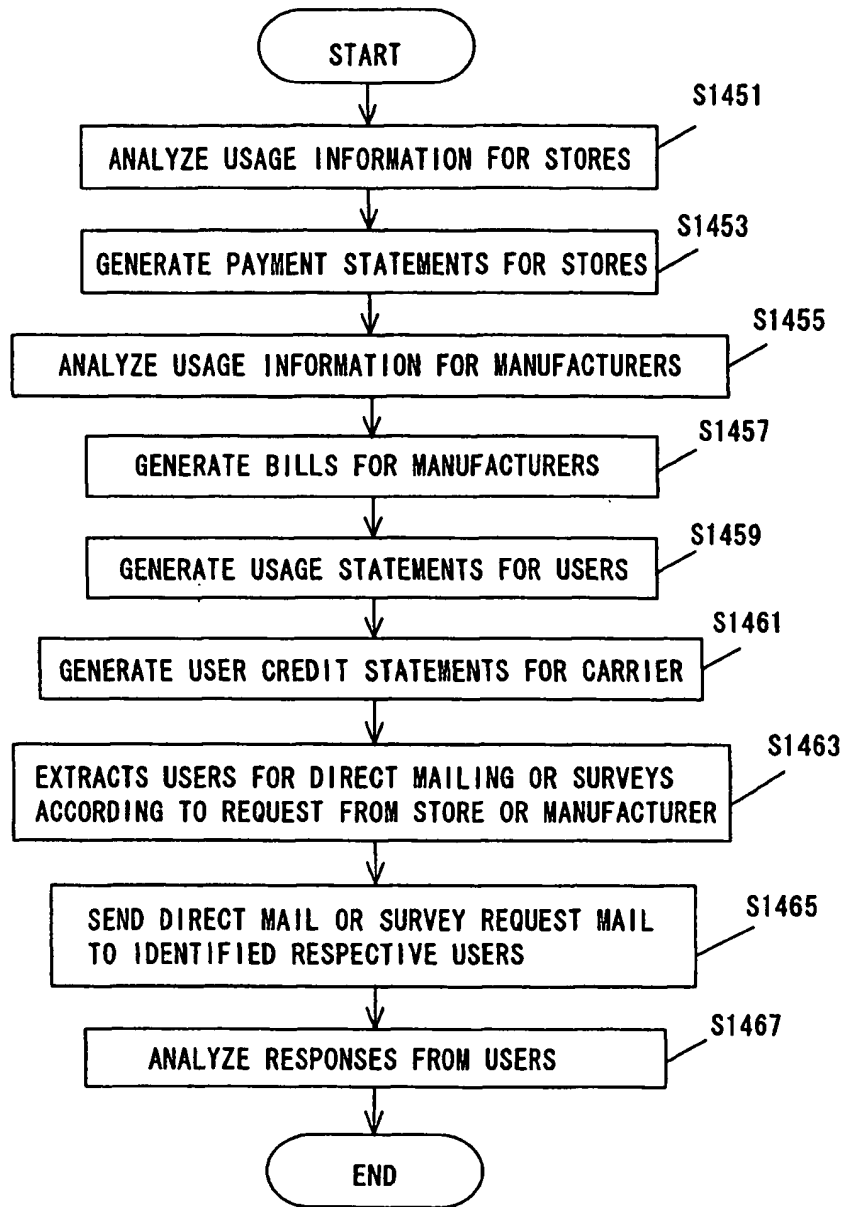 START
S1451
ANALYZE USAGE INFORMATION FOR STORES
S1453
GENERATE PAYMENT STATEMENTS FOR STORES
S1455
ANALYZE USAGE INFORMATION FOR MANUFACTURERS
S1457
GENERATE BILLS FOR MANUFACTURERS
S1459
GENERATE USAGE STATEMENTS FOR USERS
S1461
GENERATE USER CREDIT STATEMENTS FOR CARRIER
S1463
EXTRACTS USERS FOR DIRECT MAILING OR SURVEYS
ACCORDING TO REQUEST FROM STORE OR MANUFACTURER
S1465
SEND DIRECT MAIL OR SURVEY REQUEST MAIL
TO IDENTIFIED RESPECTIVE USERS
S1467
ANALYZE RESPONSES FROM USERS
END